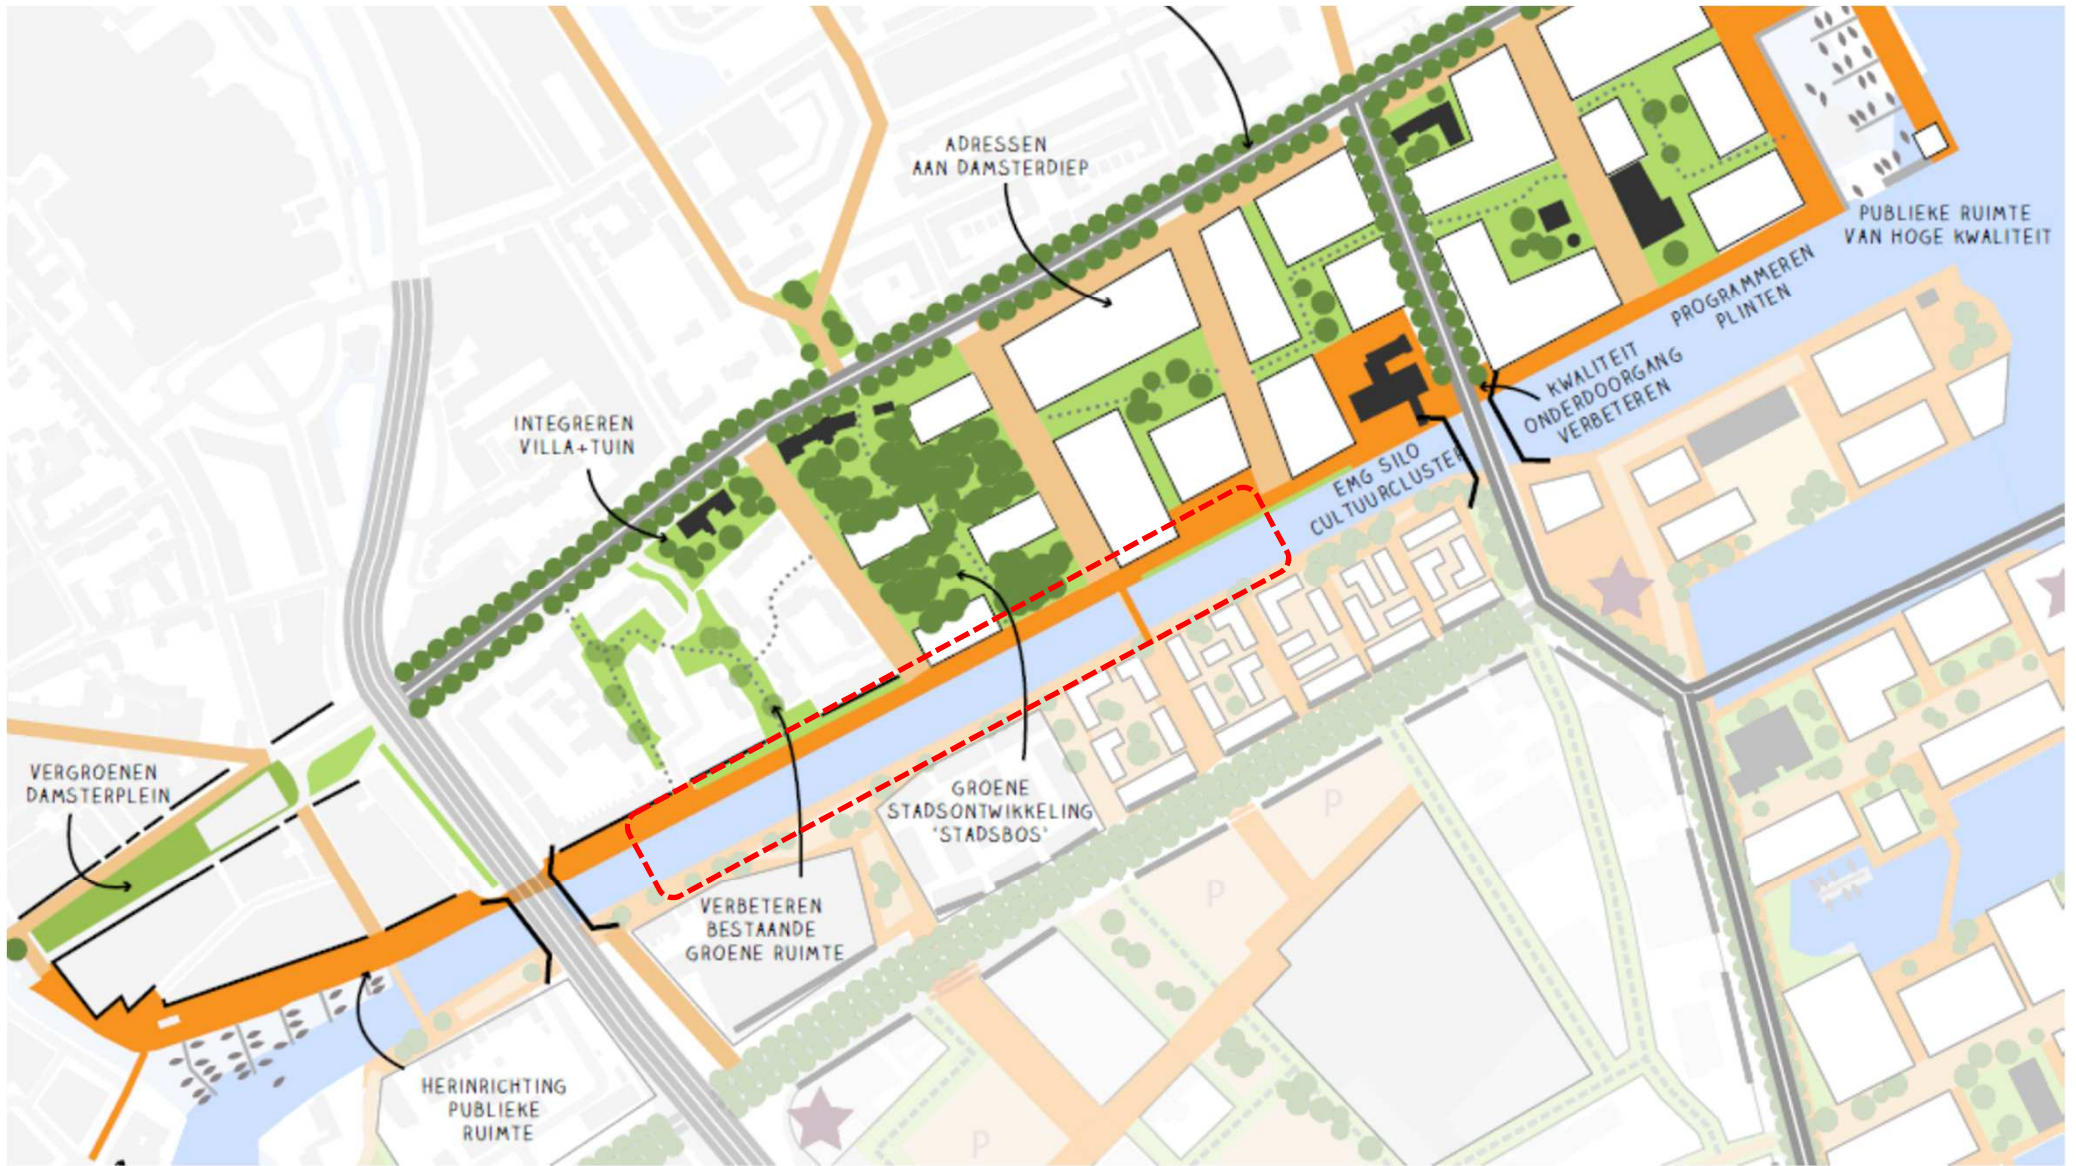 ADRESSEN
AAN DAMSTERDIEP
PUBLIEKE RUIMTE
VAN HOGE KWALITEIT
PROGRAMMEREN
PLINTEN
KWALITEIT
ONDERDOORGANG
VERBETEREN
INTEGREREN
VILLA+TUIN
EMG SILO
CULTUURCLUSTER
VERGROENEN
DAMSTERPLEIN
GROENE
STADSONTWIKKELING
'STADSBOS'
P
P
VERBETEREN
BESTAANDE
GROENE RUIMTE
HERINRICHTING
PUBLIEKE
RUIMTE
P